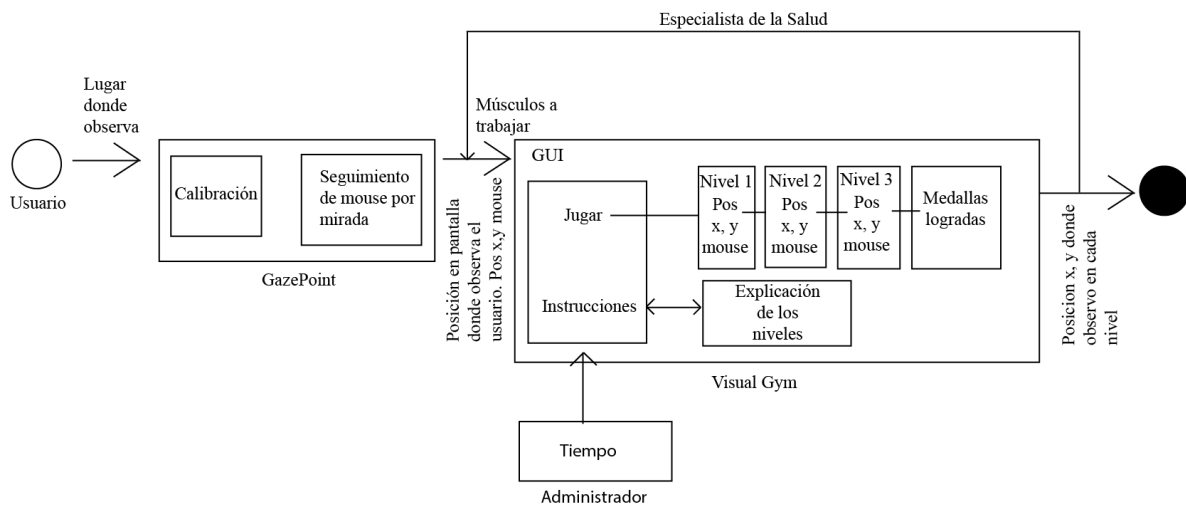 Especialista de la Salud
Lugar
donde
observa
Usuario
Calibración
Seguimiento
de mouse por
mirada
GazePoint
Músculos a
trabajar
Posición en pantalla
donde observa el
usuario. Pos x,y mouse
GUI
Jugar
Instrucciones
Nivel 1
Pos
x, y
mouse
Nivel 2
Pos
x, y
mouse
Nivel 3
Pos
x, y
mouse
Medallas
logradas
Explicación
de los
niveles
Visual Gym
Tiempo
Administrador
Posicion x, y donde
observo en cada
nivel